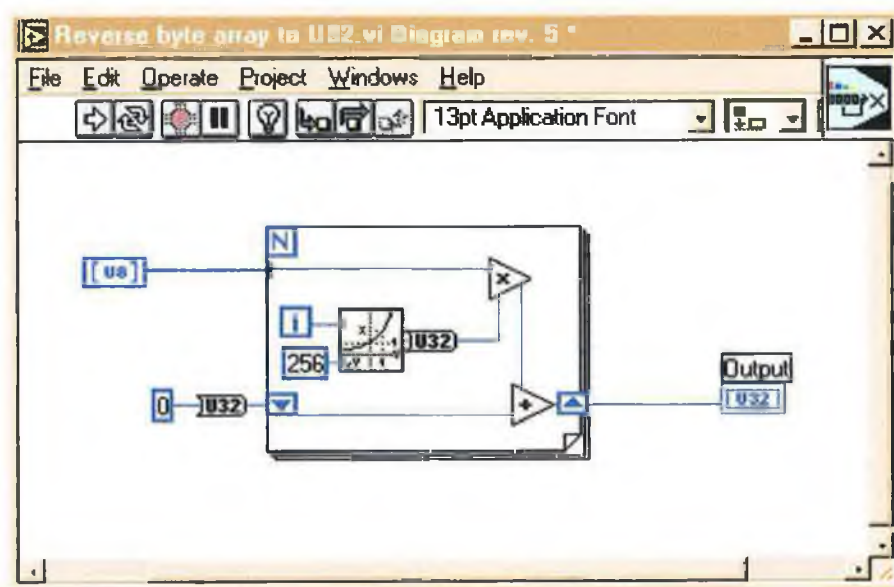 Reverse byte array to U32.vi Diagram rev. 5 *
File Edit Operate Project Windows Help
13pt Application Font
N
[U8]
x
i
x
U32
256
Output
0
U32
+
U32